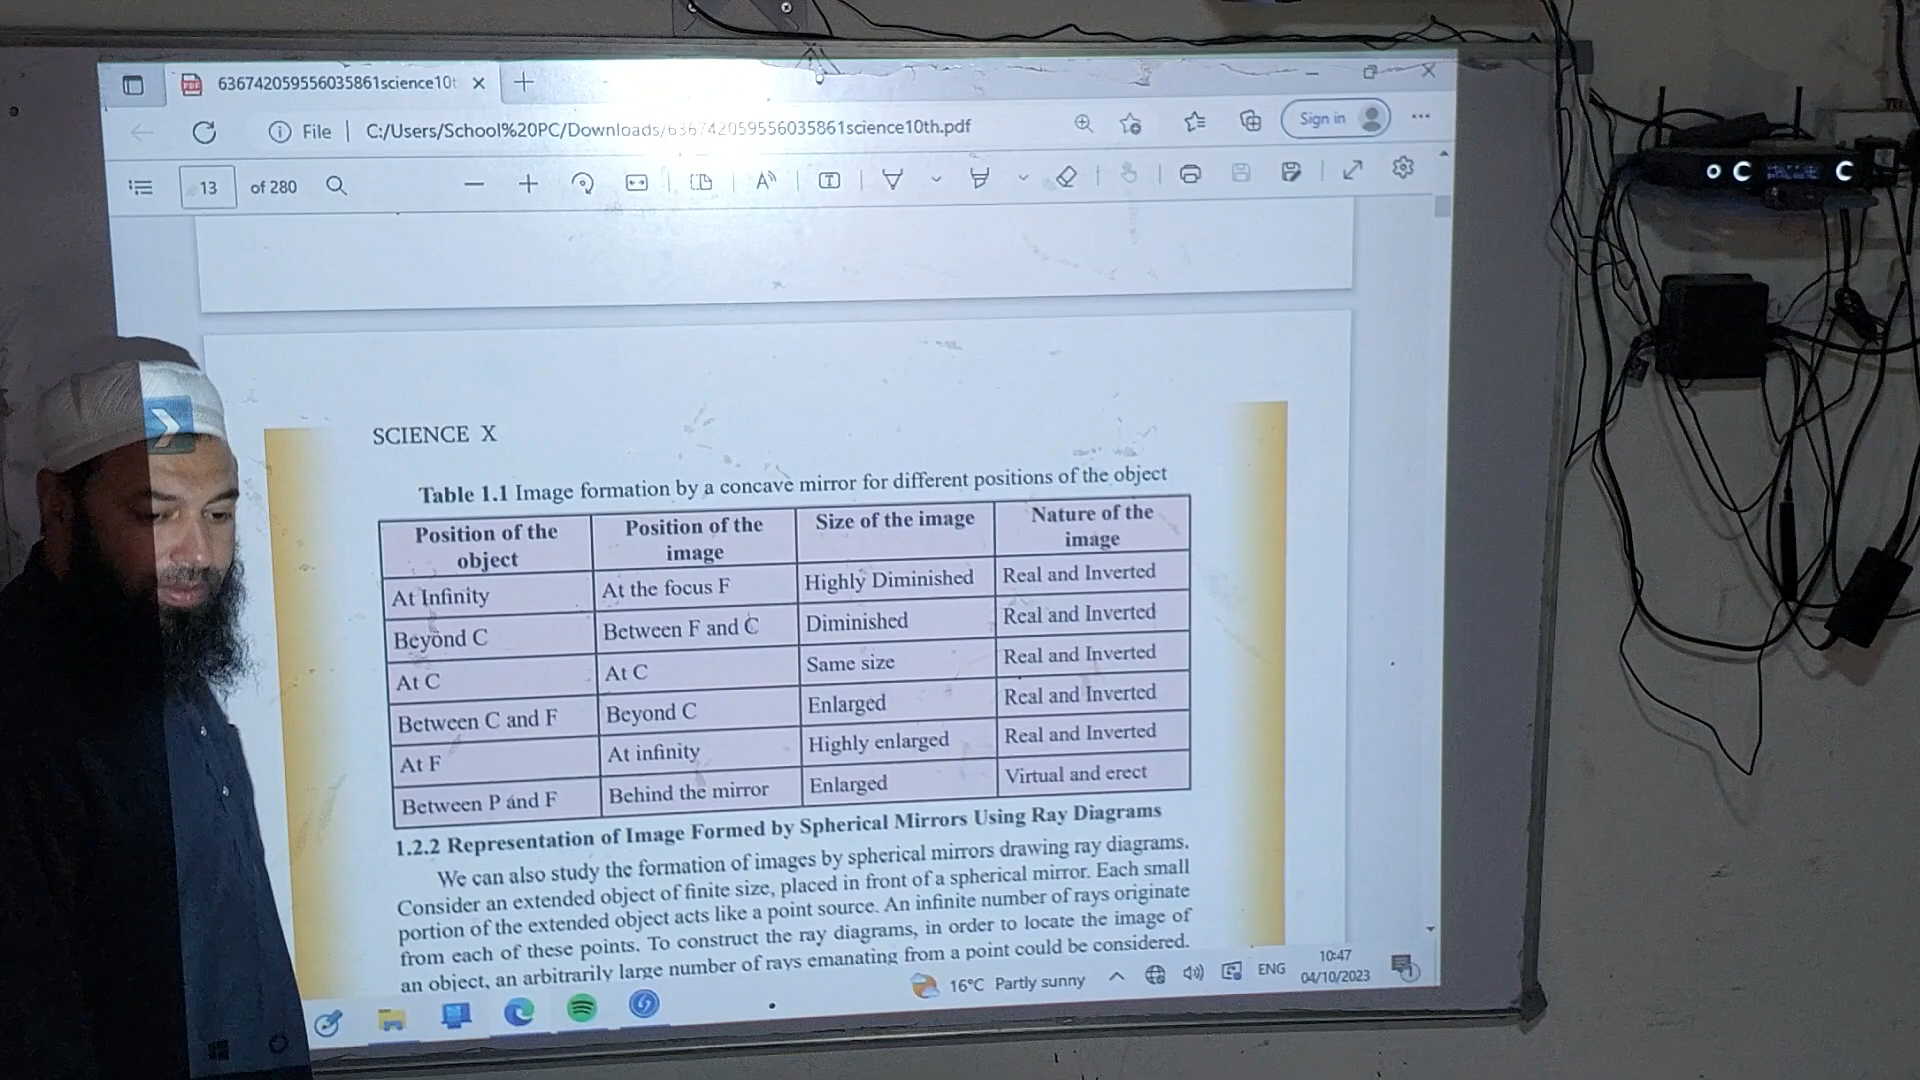 636742059556035861science10t
File | C:/Users/School%20PC/Downloads/636742059556035861science10th.pdf
Sign in
13 of 280
SCIENCE X
Table 1.1 Image formation by a concave mirror for different positions of the object
Position of the object | Position of the image | Size of the image | Nature of the image
At Infinity | At the focus F | Highly Diminished | Real and Inverted
Beyond C | Between F and C | Diminished | Real and Inverted
At C | At C | Same size | Real and Inverted
Between C and F | Beyond C | Enlarged | Real and Inverted
At F | At infinity | Highly enlarged | Real and Inverted
Between P and F | Behind the mirror | Enlarged | Virtual and erect
1.2.2 Representation of Image Formed by Spherical Mirrors Using Ray Diagrams
We can also study the formation of images by spherical mirrors drawing ray diagrams.
Consider an extended object of finite size, placed in front of a spherical mirror. Each small
portion of the extended object acts like a point source. An infinite number of rays originate
from each of these points. To construct the ray diagrams, in order to locate the image of
an object, an arbitrarily large number of rays emanating from a point could be considered.
16°C Partly sunny
ENG
10:47
04/10/2023